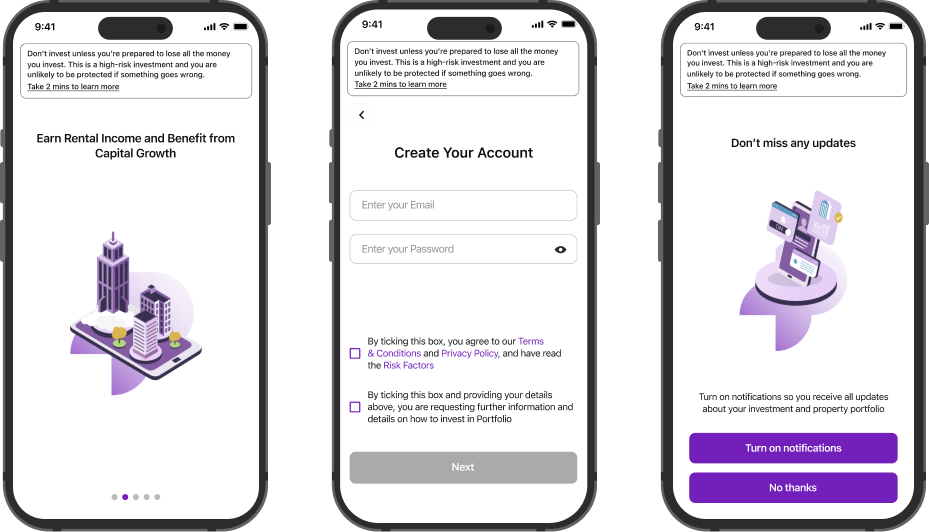 9:41
Don't invest unless you're prepared to lose all the money
you invest. This is a high-risk investment and you are
unlikely to be protected if something goes wrong.
Take 2 mins to learn more
Earn Rental Income and Benefit from
Capital Growth
9:41
Don't invest unless you're prepared to lose all the money
you invest. This is a high-risk investment and you are
unlikely to be protected if something goes wrong.
Take 2 mins to learn more
Create Your Account
Enter your Email
Enter your Password
By ticking this box, you agree to our Terms
& Conditions and Privacy Policy, and have read
the Risk Factors
By ticking this box and providing your details
above, you are requesting further information and
details on how to invest in Portfolio
Next
9:41
Don't invest unless you're prepared to lose all the money
you invest. This is a high-risk investment and you are
unlikely to be protected if something goes wrong.
Take 2 mins to learn more
Don't miss any updates
Turn on notifications so you receive all updates
about your investment and property portfolio
Turn on notifications
No thanks